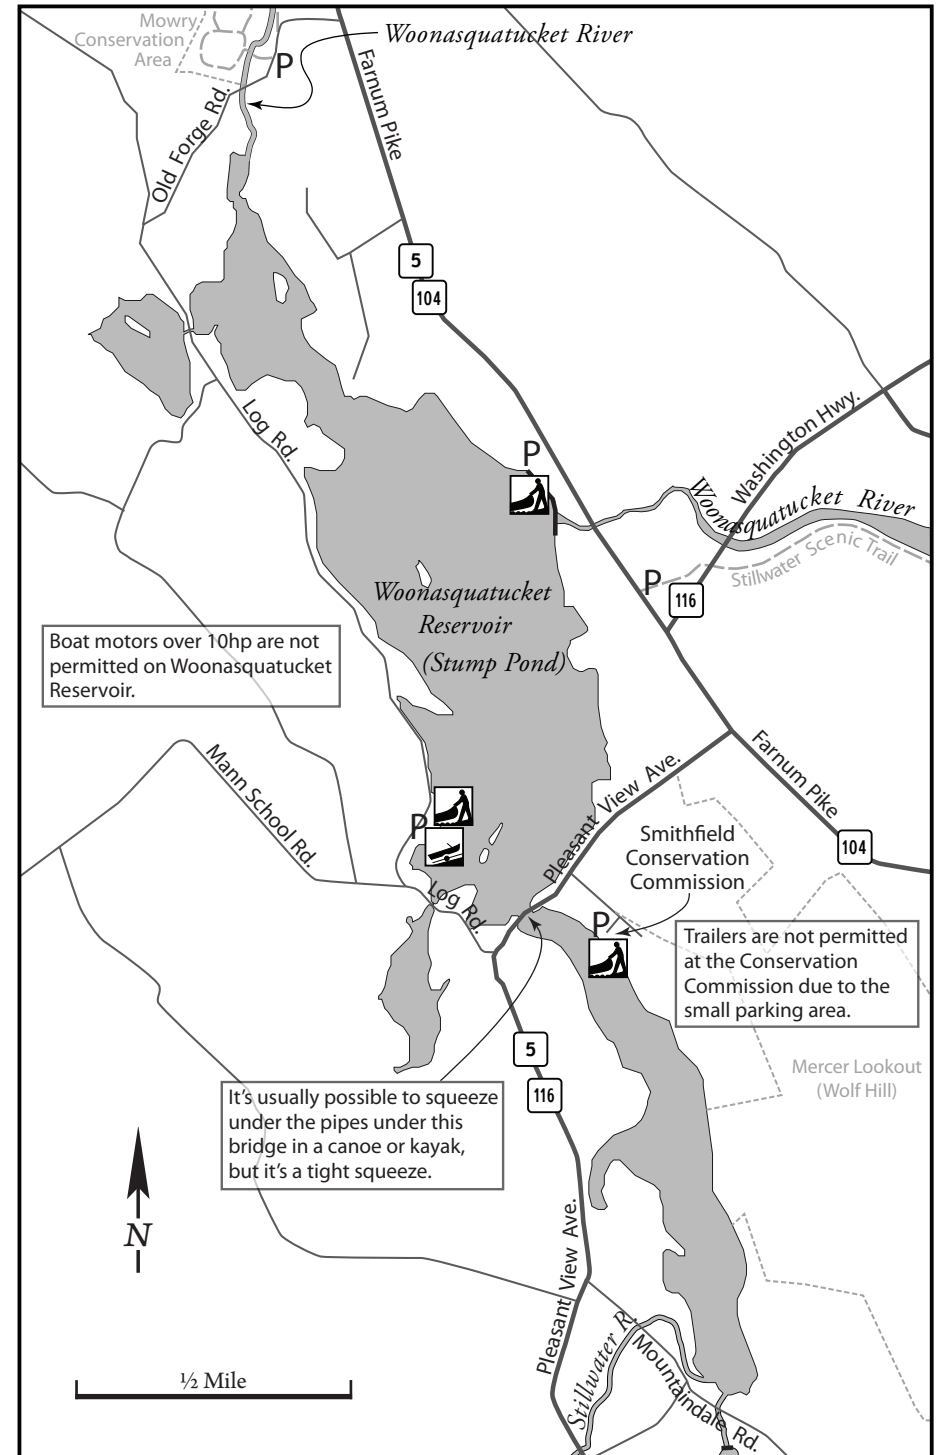 Mowry
Conservation
Area
P
Woonasquatucket River
Farnum Pike
Old Forge Rd.
5
104
Log Rd.
P
Washington Hwy.
Woonasquatucket River
Stillwater Scenic Trail
P
116
Woonasquatucket
Reservoir
(Stump Pond)
Boat motors over 10hp are not
permitted on Woonasquatucket
Reservoir.
Mann School Rd.
Farnum Pike
104
Pleasant View Ave.
P
Log Rd.
Smithfield
Conservation
Commission
P
Trailers are not permitted
at the Conservation
Commission due to the
small parking area.
5
116
Mercer Lookout
(Wolf Hill)
It's usually possible to squeeze
under the pipes under this
bridge in a canoe or kayak,
but it's a tight squeeze.
N
Pleasant View Ave.
Stillwater R.
Mountaindale Rd.
½ Mile